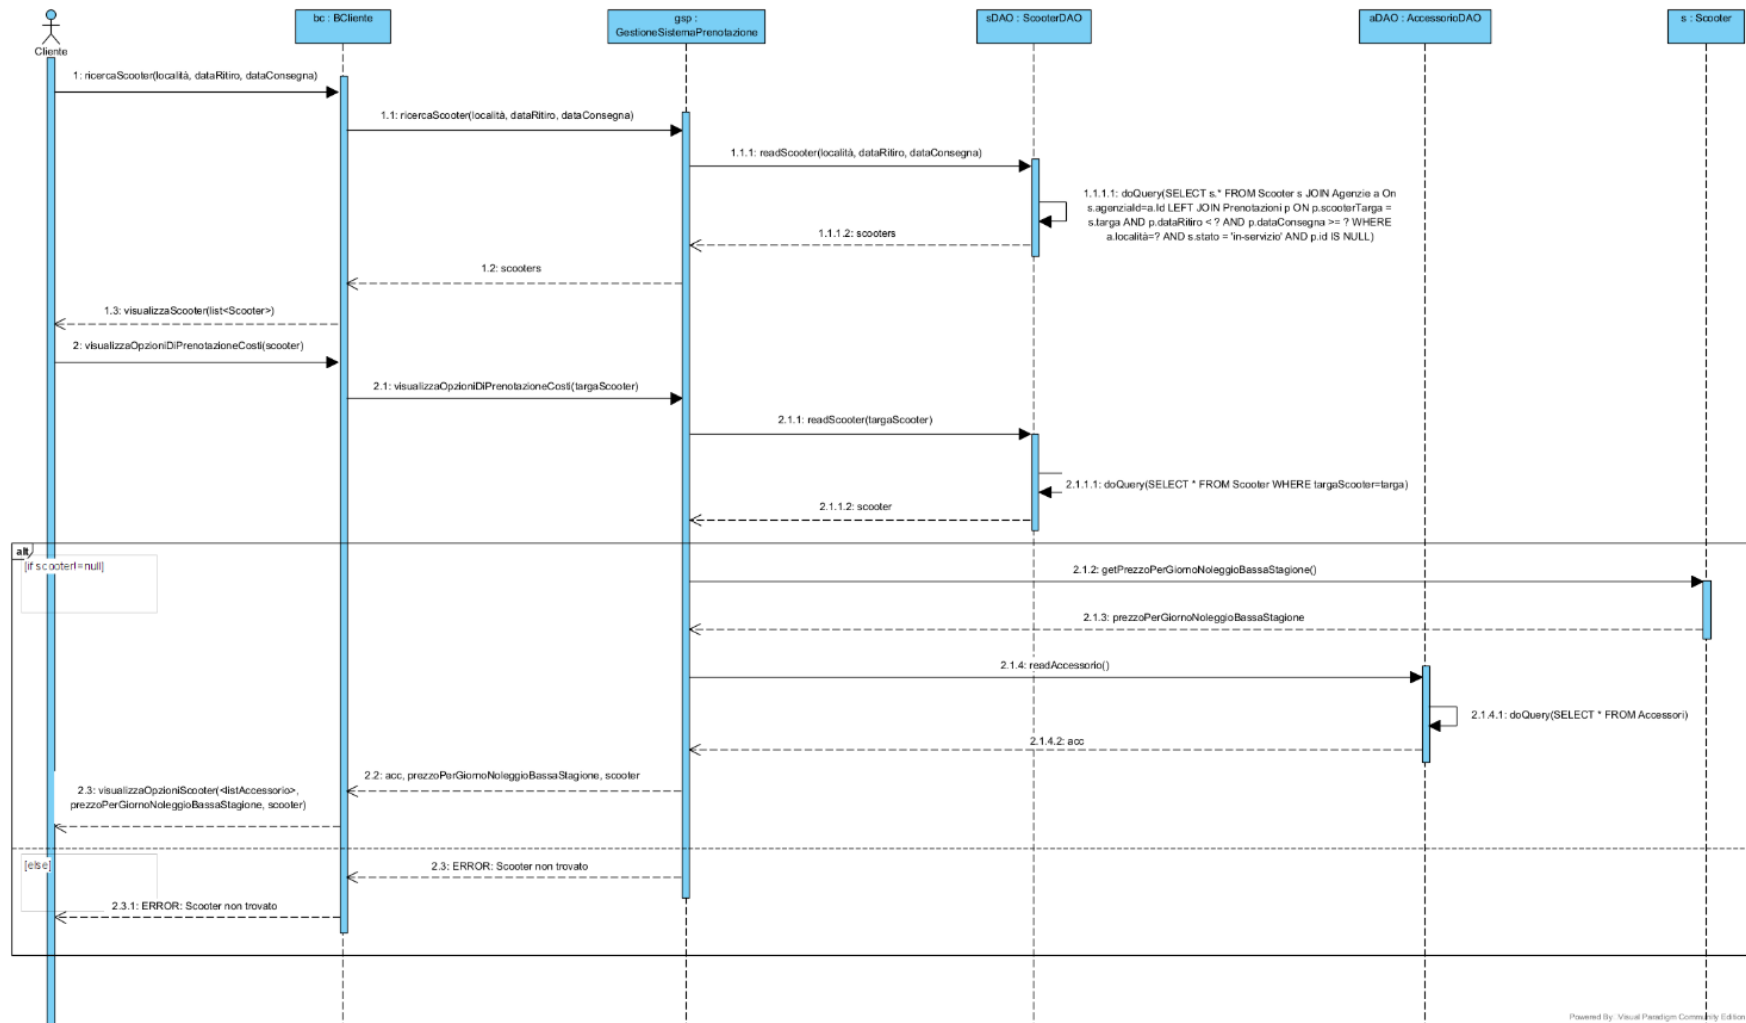 Cliente
bc : BCliente
gsp :
GestioneSistemaPrenotazione
sDAO : ScooterDAO
aDAO : AccessorioDAO
s : Scooter
1: ricercaScooter(località, dataRitiro, dataConsegna)
1.1: ricercaScooter(località, dataRitiro, dataConsegna)
1.1.1: readScooter(località, dataRitiro, dataConsegna)
1.1.1.1: doQuery(SELECT s.* FROM Scooter s JOIN Agenzie a On
s.agenziaId=a.Id LEFT JOIN Prenotazioni p ON p.scooterTarga =
s.targa AND p.dataRitiro < ? AND p.dataConsegna >= ? WHERE
a.località=? AND s.stato = 'in-servizio' AND p.id IS NULL)
1.1.1.2: scooters
1.2: scooters
1.3: visualizzaScooter(list<Scooter>)
2: visualizzaOpzioniDiPrenotazioneCosti(scooter)
2.1: visualizzaOpzioniDiPrenotazioneCosti(targaScooter)
2.1.1: readScooter(targaScooter)
2.1.1.1: doQuery(SELECT * FROM Scooter WHERE targaScooter=targa)
2.1.1.2: scooter
alt
[if scooter!=null]
2.1.2: getPrezzoPerGiornoNoleggioBassaStagione()
2.1.3: prezzoPerGiornoNoleggioBassaStagione
2.1.4: readAccessorio()
2.1.4.1: doQuery(SELECT * FROM Accessori)
2.1.4.2: acc
2.2: acc, prezzoPerGiornoNoleggioBassaStagione, scooter
2.3: visualizzaOpzioniScooter(<listAccessorio>,
prezzoPerGiornoNoleggioBassaStagione, scooter)
[else]
2.3: ERROR: Scooter non trovato
2.3.1: ERROR: Scooter non trovato
Powered By: Visual Paradigm Community Edition